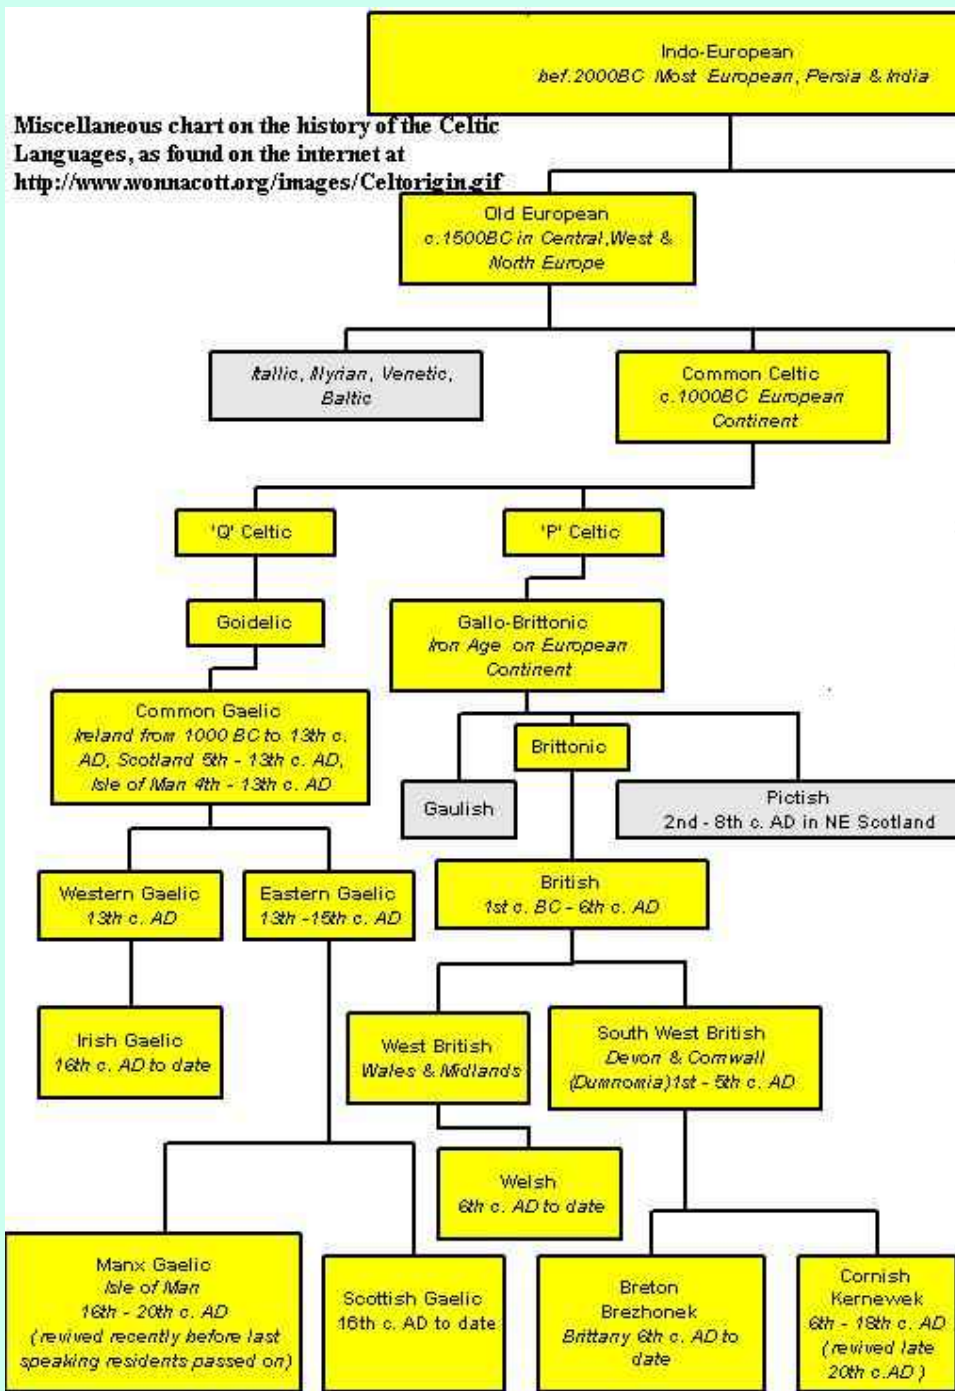 Indo-European
bef.2000BC Most European, Persia & India
Miscellaneous chart on the history of the Celtic
Languages, as found on the internet at
http://www.wonnacott.org/images/Celtorigin.gif
Old European
c.1500BC in Central,West &
North Europe
Itallic, Illyrian, Venetic,
Baltic
Common Celtic
c.1000BC European
Continent
'Q' Celtic
'P' Celtic
Goidelic
Gallo-Brittonic
Iron Age on European
Continent
Common Gaelic
Ireland from 1000 BC to 13th c.
AD, Scotland 5th - 13th c. AD,
Isle of Man 4th - 13th c. AD
Brittonic
Gaulish
Pictish
2nd - 8th c. AD in NE Scotland
Western Gaelic
13th c. AD
Eastern Gaelic
13th -15th c. AD
British
1st c. BC - 6th c. AD
Irish Gaelic
16th c. AD to date
West British
Wales & Midlands
South West British
Devon & Cornwall
(Dumnomia)1st - 5th c. AD
Welsh
6th c. AD to date
Manx Gaelic
Isle of Man
16th - 20th c. AD
(revived recently before last
speaking residents passed on)
Scottish Gaelic
16th c. AD to date
Breton
Brezhonek
Brittany 6th c. AD to
date
Cornish
Kernewek
6th - 18th c. AD
(revived late
20th c.AD )